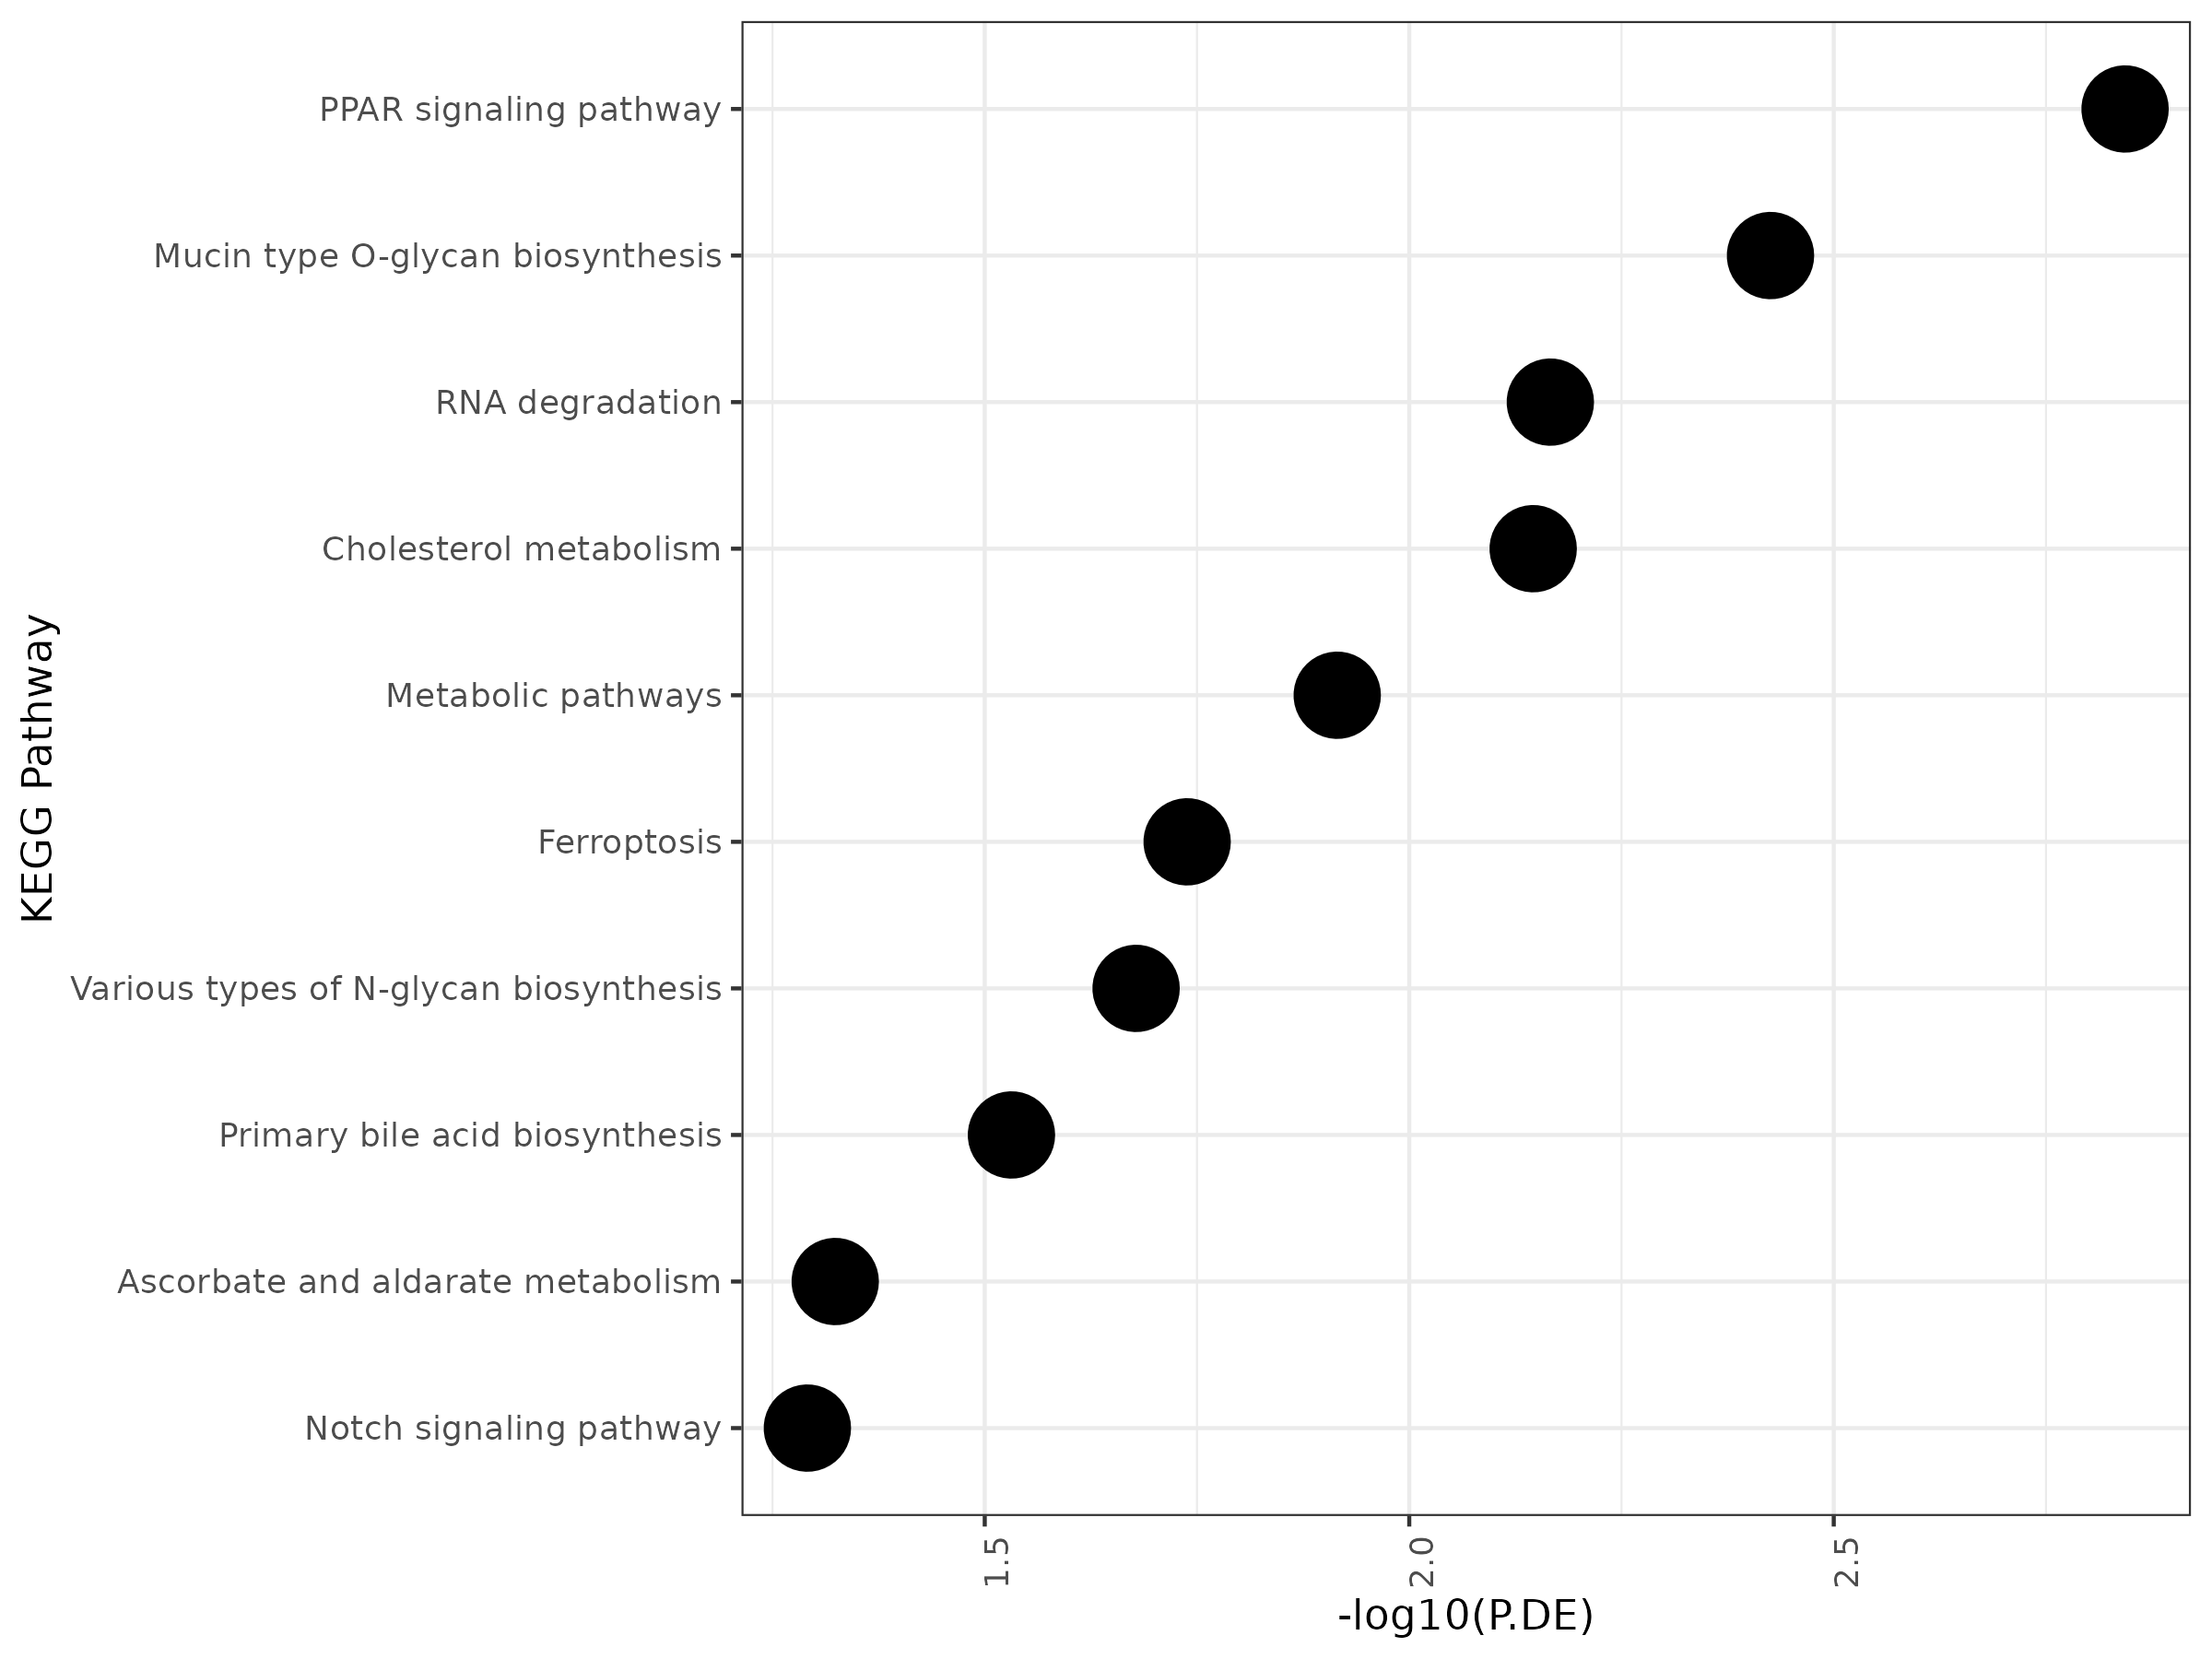 PPAR signaling pathway
Mucin type O-glycan biosynthesis
RNA degradation
Cholesterol metabolism
Metabolic pathways
Ferroptosis
Various types of N-glycan biosynthesis
Primary bile acid biosynthesis
Ascorbate and aldarate metabolism
Notch signaling pathway
KEGG Pathway
1.5
2.0
2.5
-log10(P.DE)